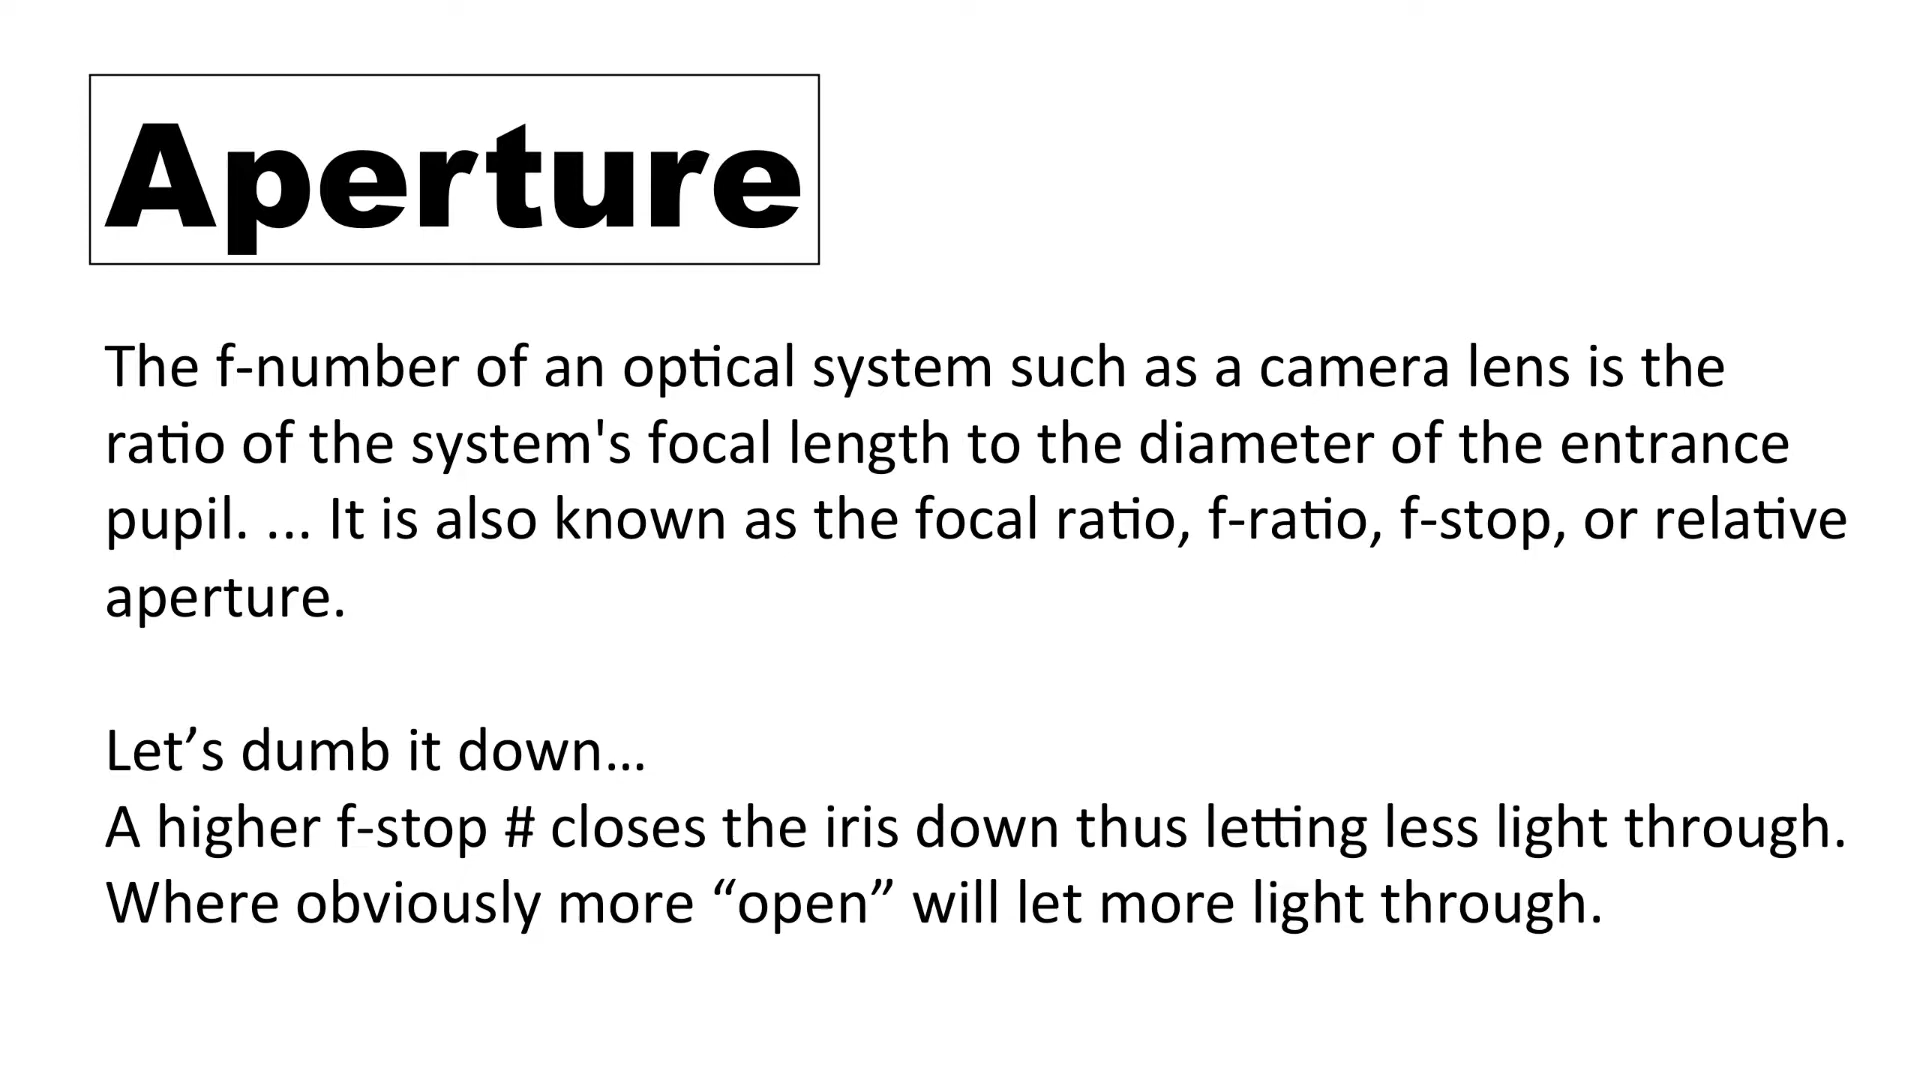 Aperture
The f-number of an optical system such as a camera lens is the
ratio of the system's focal length to the diameter of the entrance
pupil. ... It is also known as the focal ratio, f-ratio, f-stop, or relative
aperture.
Let’s dumb it down…
A higher f-stop # closes the iris down thus letting less light through.
Where obviously more “open” will let more light through.